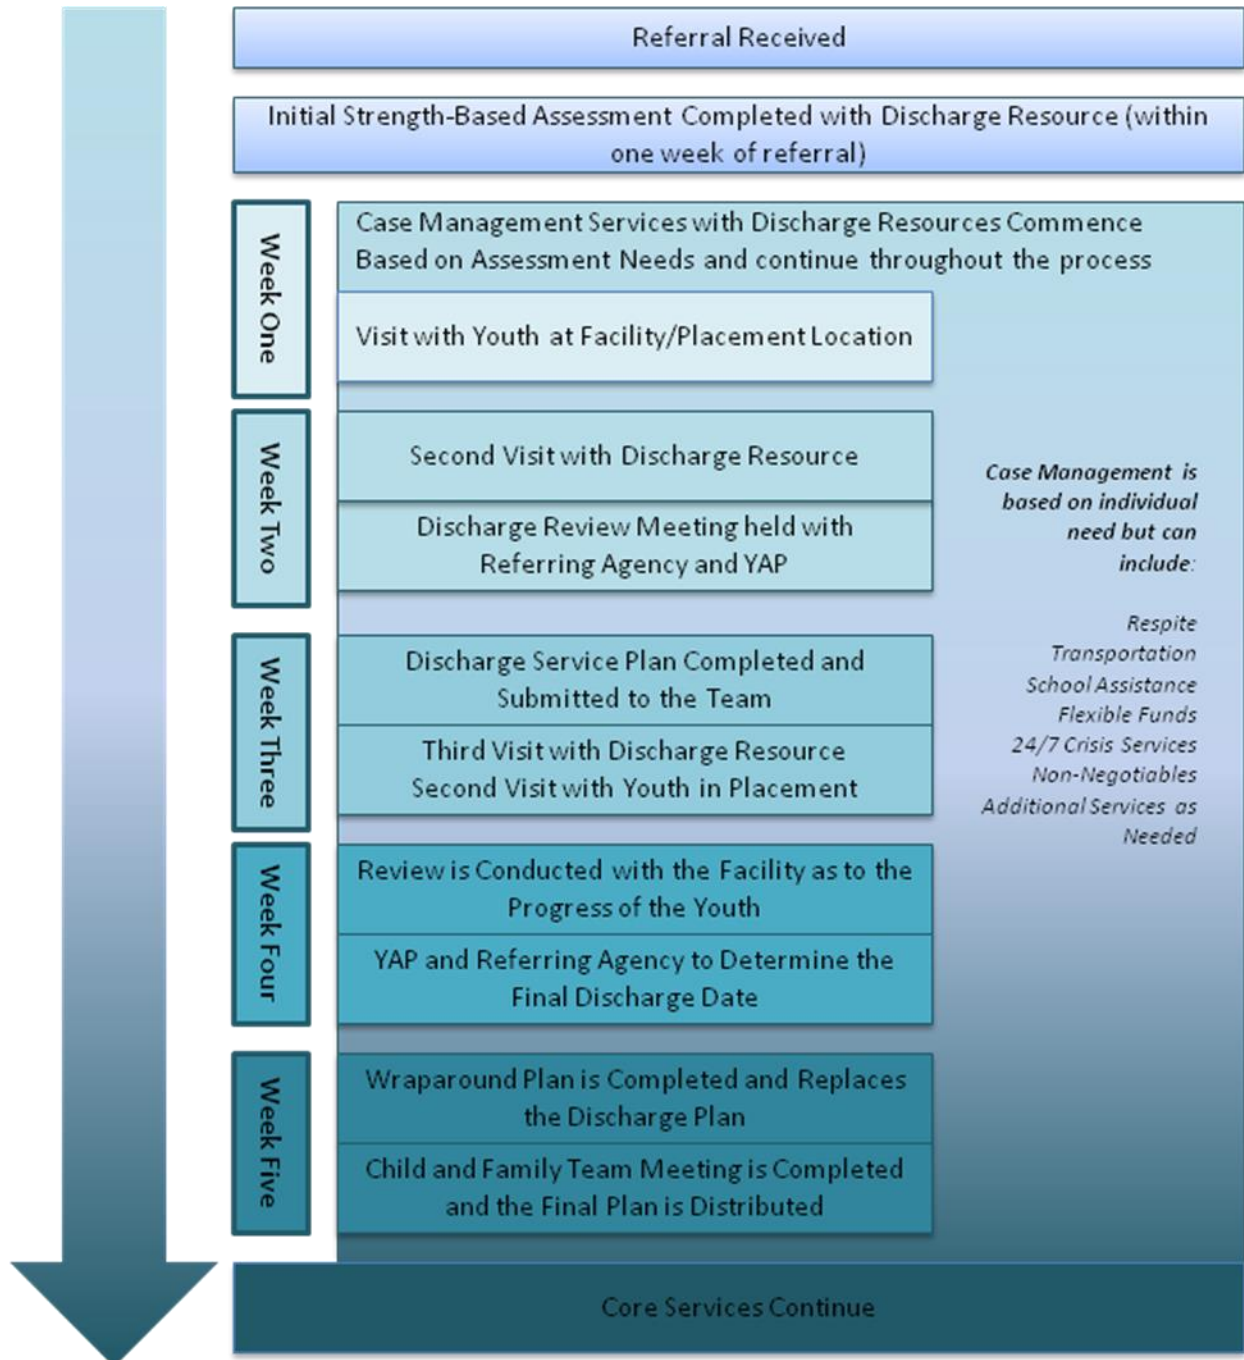 Referral Received
Initial Strength-Based Assessment Completed with Discharge Resource (within
one week of referral)
Week One
Case Management Services with Discharge Resources Commence
Based on Assessment Needs and continue throughout the process
Visit with Youth at Facility/Placement Location
Week Two
Second Visit with Discharge Resource
Discharge Review Meeting held with
Referring Agency and YAP
Case Management is
based on individual
need but can
include:
Respite
Transportation
School Assistance
Flexible Funds
24/7 Crisis Services
Non-Negotiables
Additional Services as
Needed
Week Three
Discharge Service Plan Completed and
Submitted to the Team
Third Visit with Discharge Resource
Second Visit with Youth in Placement
Week Four
Review is Conducted with the Facility as to the
Progress of the Youth
YAP and Referring Agency to Determine the
Final Discharge Date
Week Five
Wraparound Plan is Completed and Replaces
the Discharge Plan
Child and Family Team Meeting is Completed
and the Final Plan is Distributed
Core Services Continue